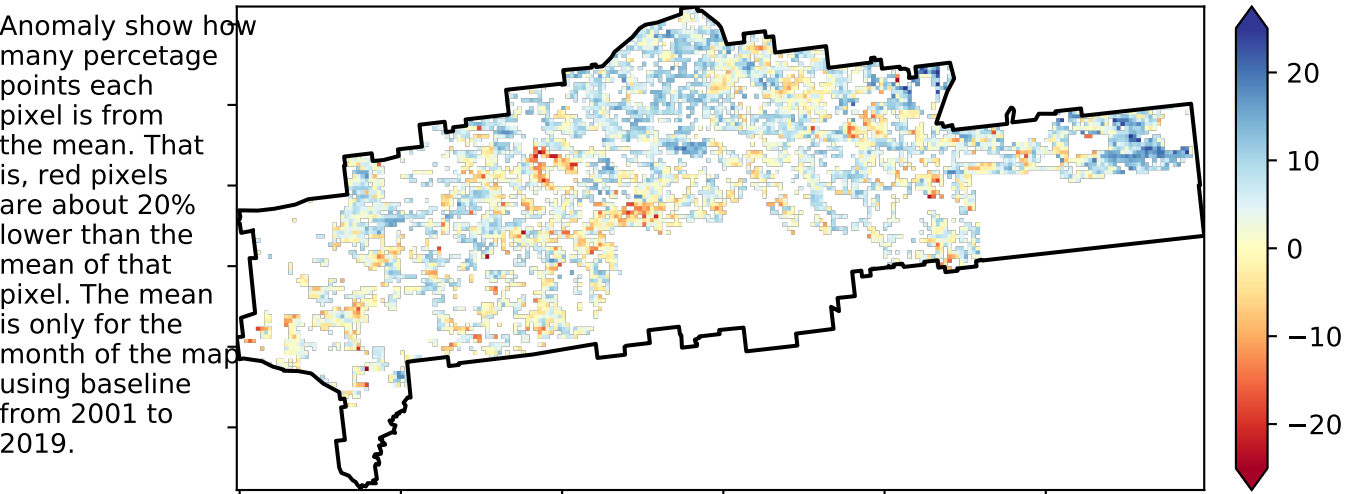 Anomaly show how
many percetage
points each
pixel is from
the mean. That
is, red pixels
are about 20%
lower than the
mean of that
pixel. The mean
is only for the
month of the map
using baseline
from 2001 to
2019.
20
10
0
−10
−20